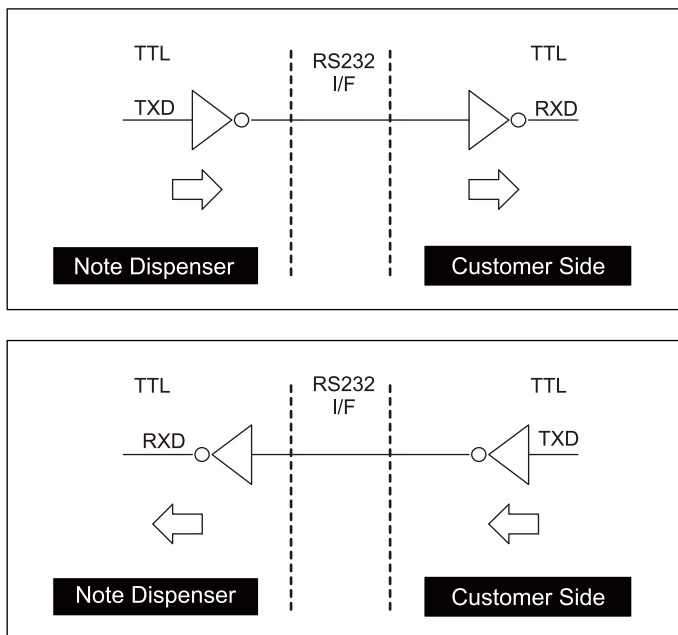 TTL
RS232
I/F
TTL
TXD
RXD
Note Dispenser
Customer Side
TTL
RS232
I/F
TTL
RXD
TXD
Note Dispenser
Customer Side